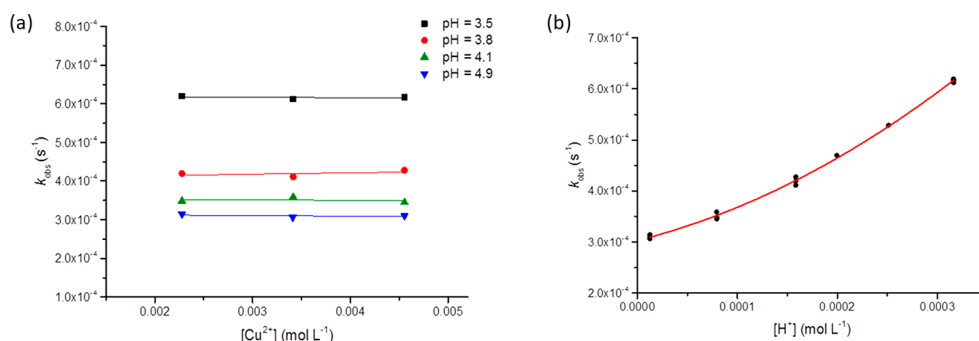 (a)
8.0x10⁻⁴
7.0x10⁻⁴
6.0x10⁻⁴
5.0x10⁻⁴
4.0x10⁻⁴
3.0x10⁻⁴
2.0x10⁻⁴
1.0x10⁻⁴
kobs (s⁻¹)
0.002
0.003
0.004
0.005
[Cu²⁺] (mol L⁻¹)
pH = 3.5
pH = 3.8
pH = 4.1
pH = 4.9
(b)
7.0x10⁻⁴
6.0x10⁻⁴
5.0x10⁻⁴
4.0x10⁻⁴
3.0x10⁻⁴
2.0x10⁻⁴
kobs (s⁻¹)
0.0000
0.0001
0.0002
0.0003
[H⁺] (mol L⁻¹)